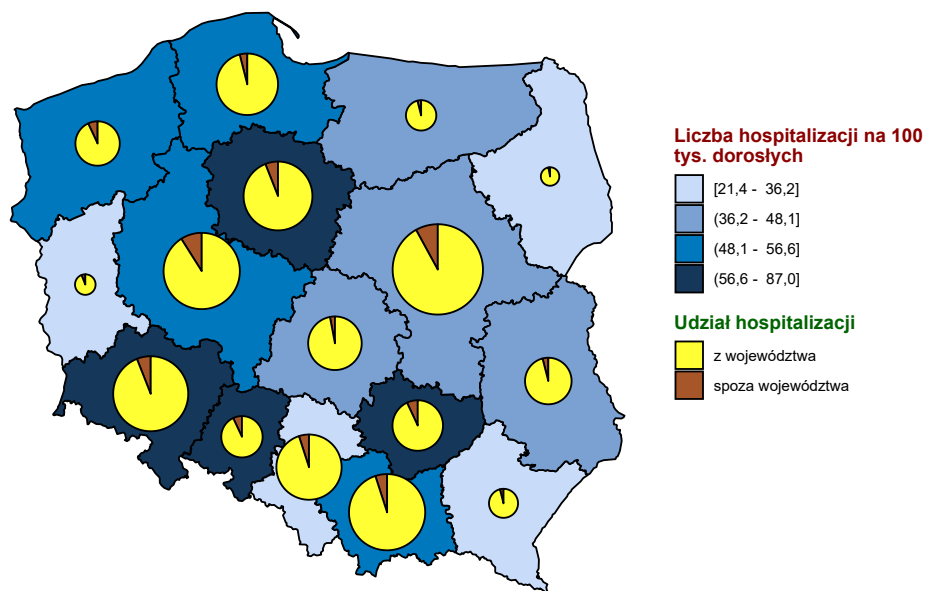 Liczba hospitalizacji na 100
tys. dorosłych
[21,4 - 36,2]
(36,2 - 48,1]
(48,1 - 56,6]
(56,6 - 87,0]
Udział hospitalizacji
z województwa
spoza województwa